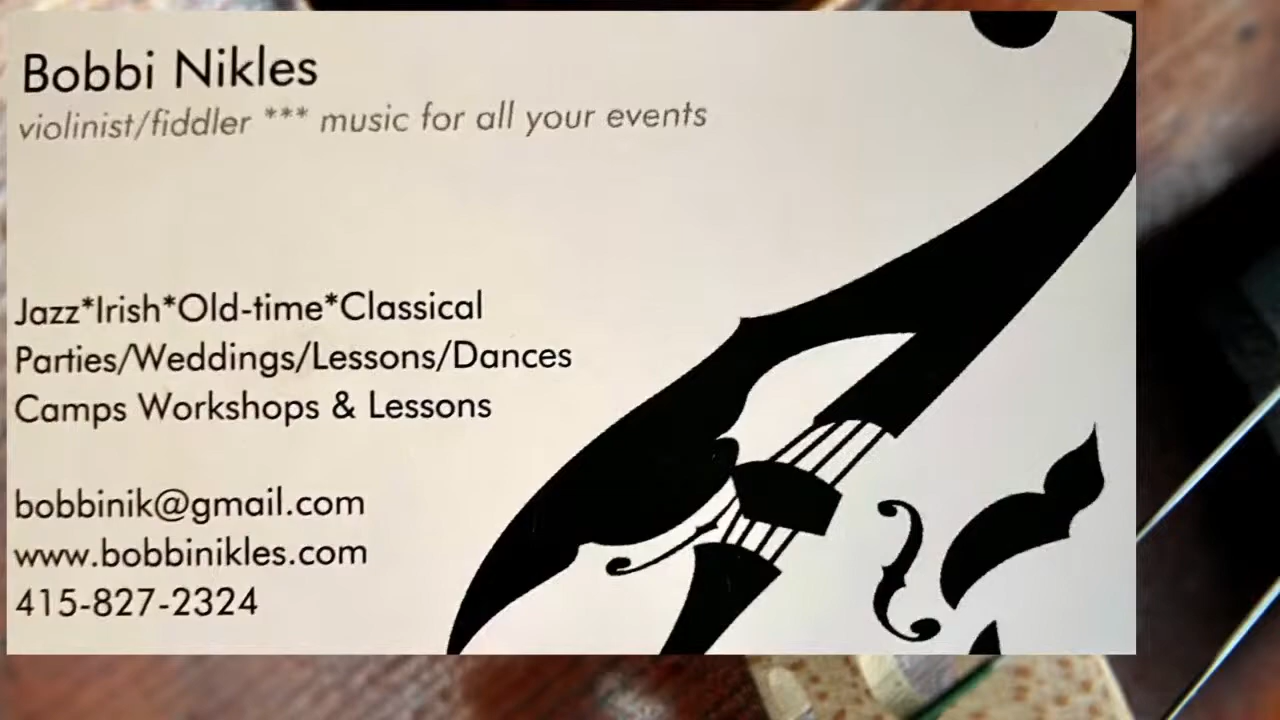 Bobbi Nikles
violinist/fiddler *** music for all your events
Jazz*Irish*Old-time*Classical
Parties/Weddings/Lessons/Dances
Camps Workshops & Lessons
bobbinik@gmail.com
www.bobbinikles.com
415-827-2324